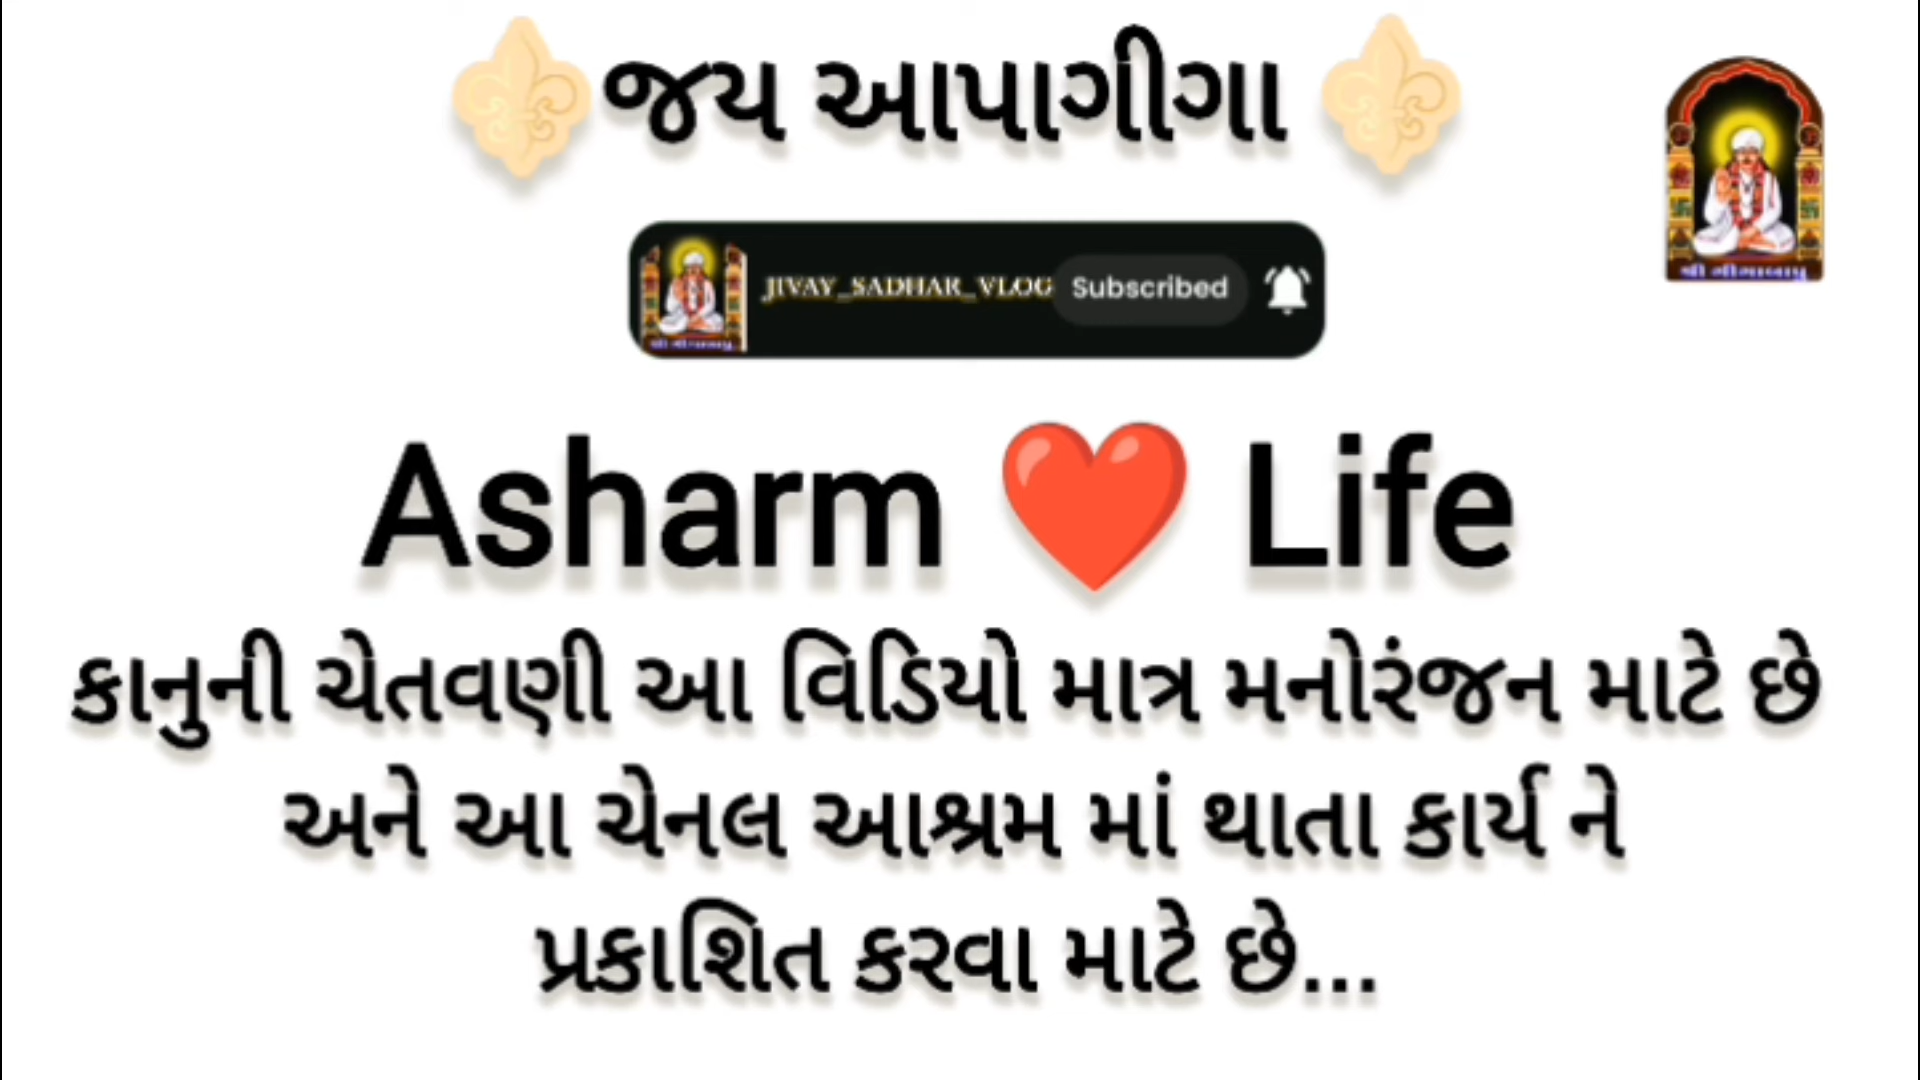 જય આપાગીગા
શ્રી ગીગાબાપુ
JIVAY_SADHAR_VLOG Subscribed
શ્રી ગીગાબાપુ
Asharm ❤️ Life
કાનુની ચેતવણી આ વિડિયો માત્ર મનોરંજન માટે છે
અને આ ચેનલ આશ્રમ માં થાતા કાર્ય ને
પ્રકાશિત કરવા માટે છે...